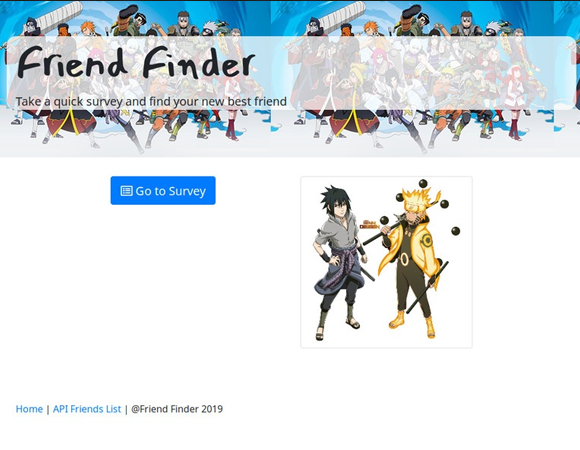 Friend Finder
Take a quick survey and find your new best friend
Go to Survey
Home | API Friends List | @Friend Finder 2019